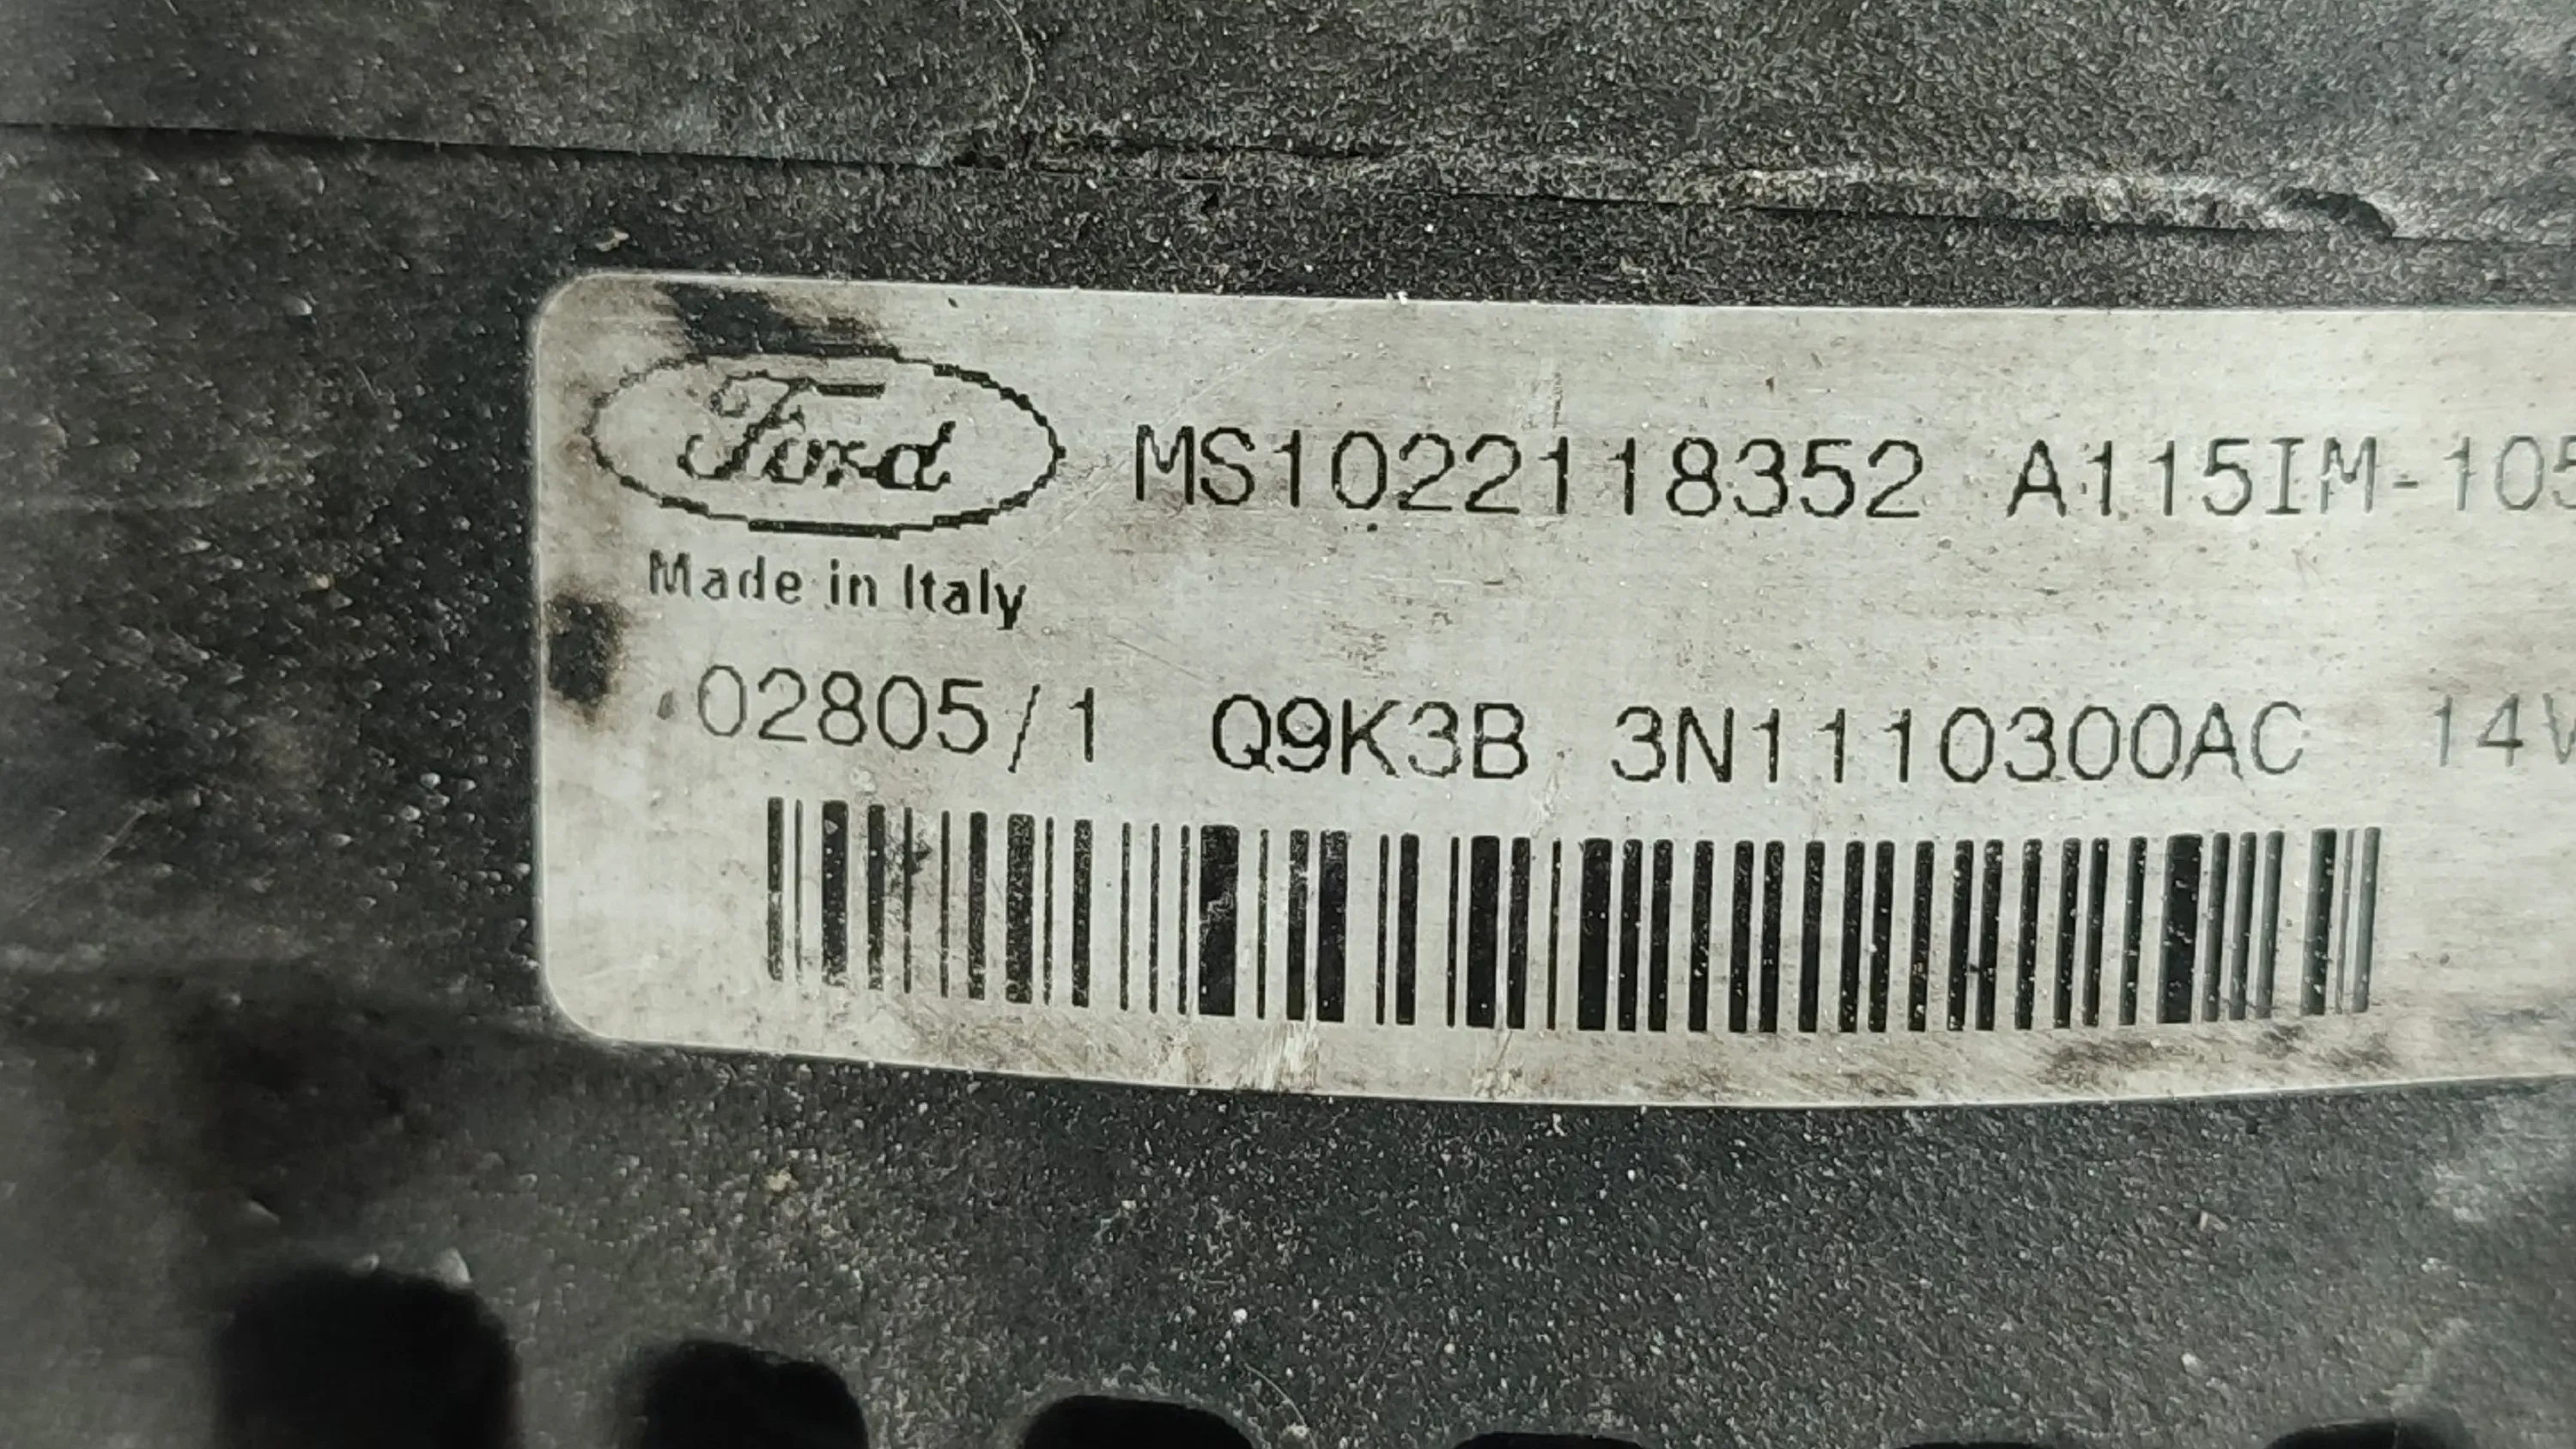 Ford MS1022118352 A115IM-105
Made in Italy
02805/1 Q9K3B 3N1110300AC 14V